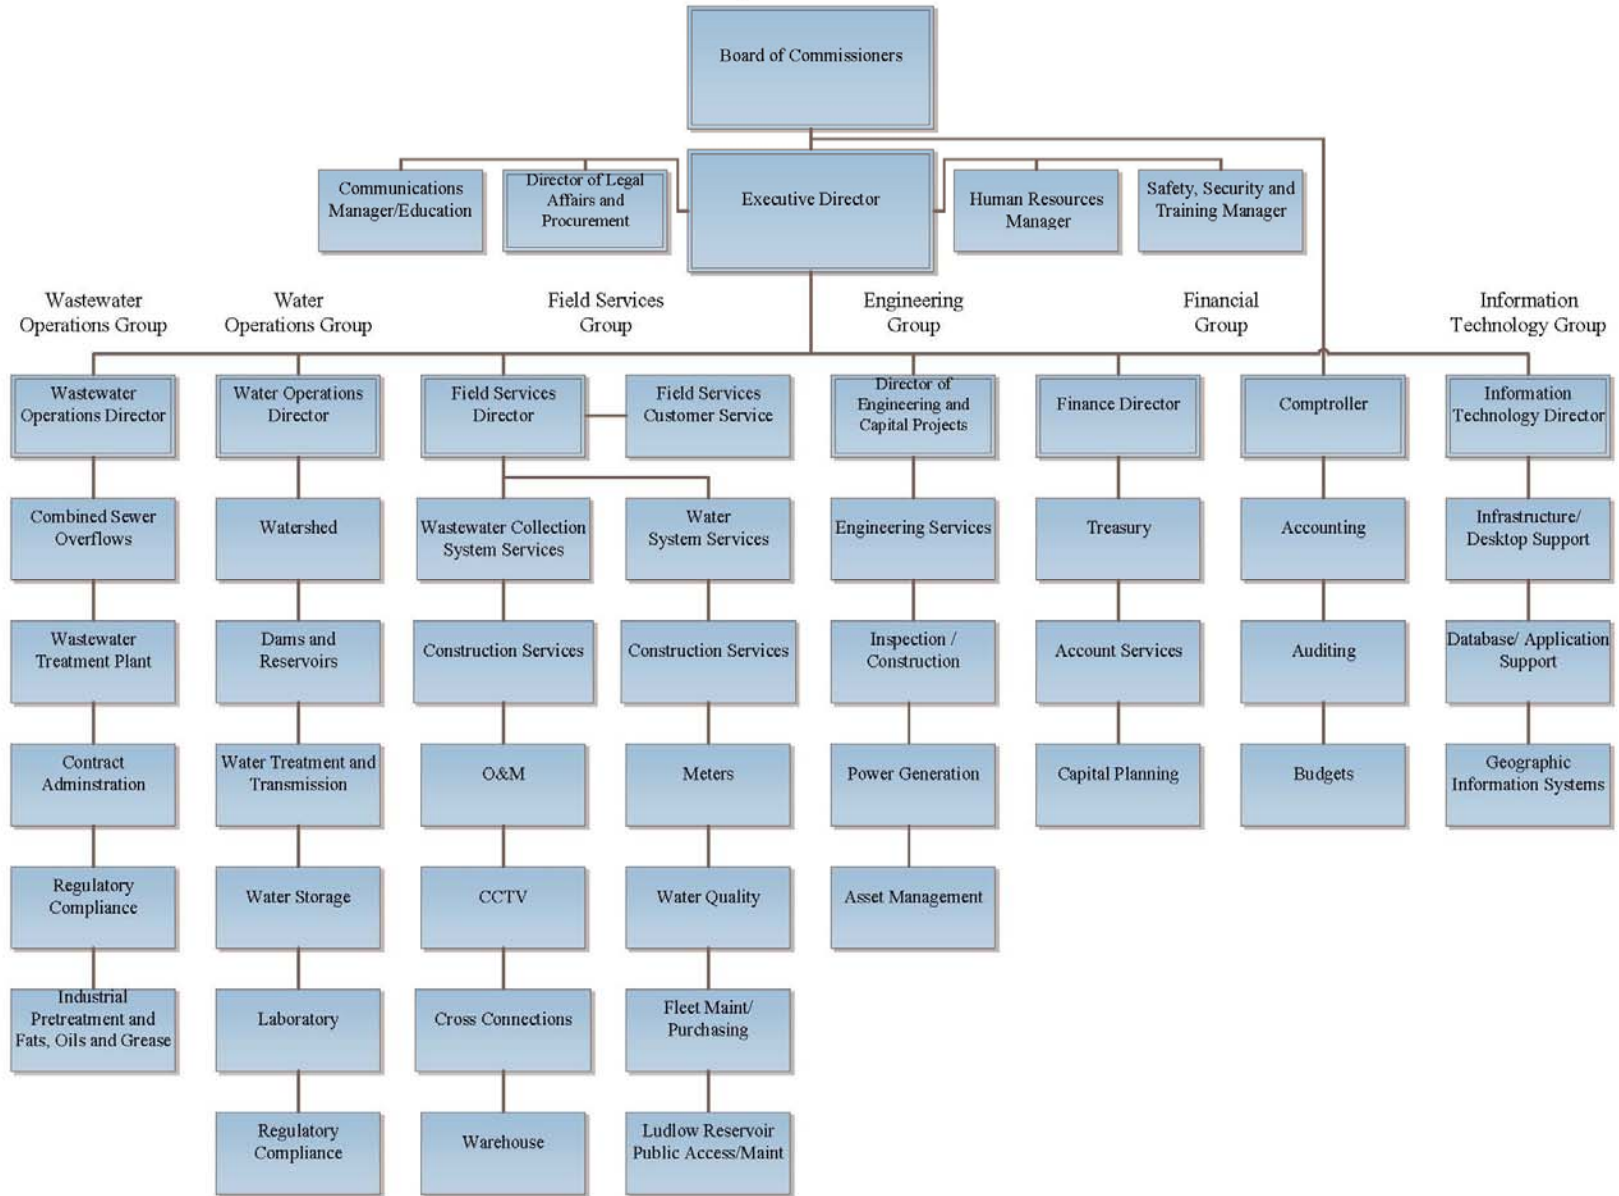 Board of Commissioners
Communications
Manager/Education
Director of Legal
Affairs and
Procurement
Executive Director
Human Resources
Manager
Safety, Security and
Training Manager
Wastewater
Operations Group
Water
Operations Group
Field Services
Group
Engineering
Group
Financial
Group
Information
Technology Group
Wastewater
Operations Director
Water Operations
Director
Field Services
Director
Field Services
Customer Service
Director of
Engineering and
Capital Projects
Finance Director
Comptroller
Information
Technology Director
Combined Sewer
Overflows
Watershed
Wastewater Collection
System Services
Water
System Services
Engineering Services
Treasury
Accounting
Infrastructure/
Desktop Support
Wastewater
Treatment Plant
Dams and
Reservoirs
Construction Services
Construction Services
Inspection /
Construction
Account Services
Auditing
Database/ Application
Support
Contract
Adminstration
Water Treatment and
Transmission
O&M
Meters
Power Generation
Capital Planning
Budgets
Geographic
Information Systems
Regulatory
Compliance
Water Storage
CCTV
Water Quality
Asset Management
Industrial
Pretreatment and
Fats, Oils and Grease
Laboratory
Cross Connections
Fleet Maint/
Purchasing
Regulatory
Compliance
Warehouse
Ludlow Reservoir
Public Access/Maint